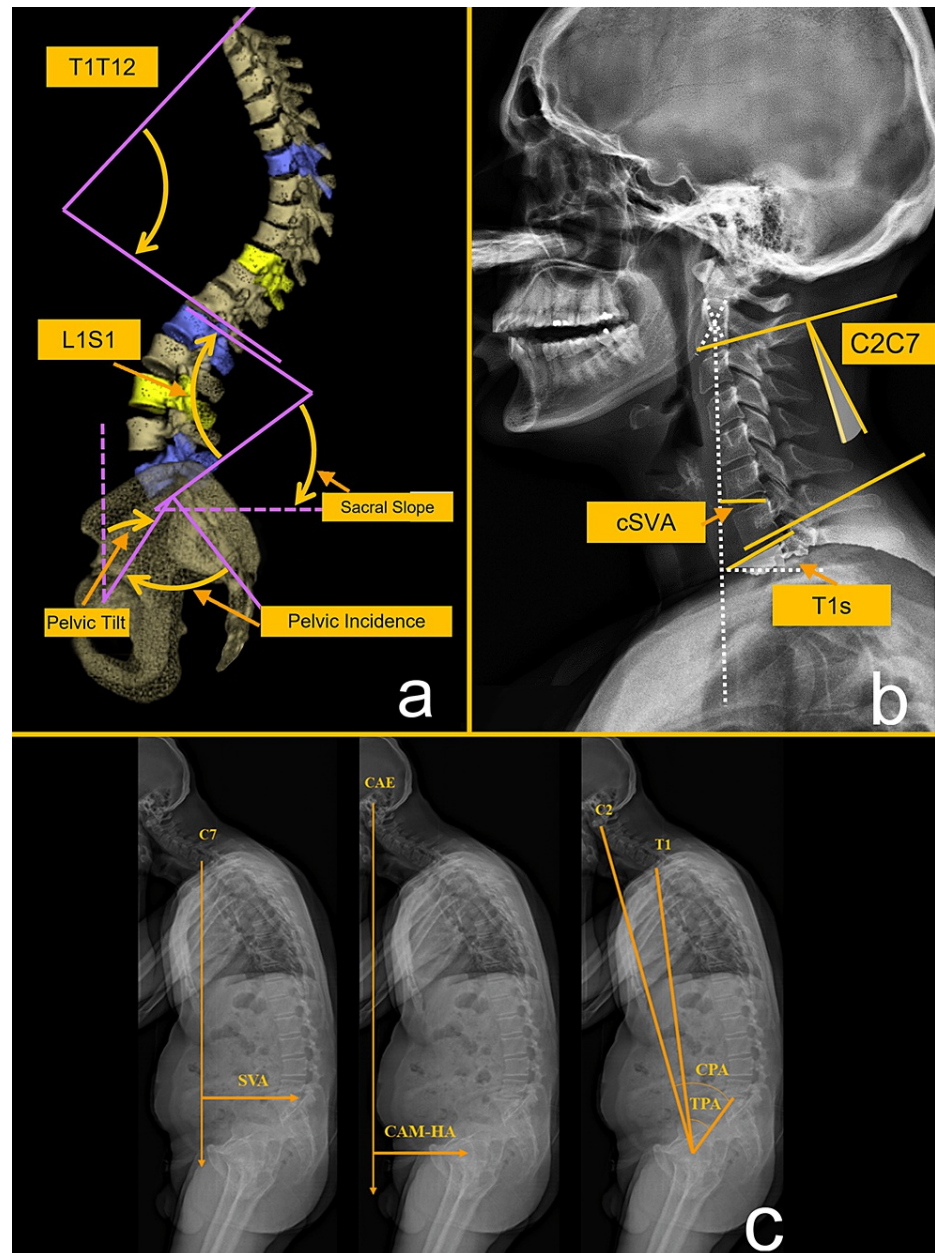 T1T12
L1S1
Sacral Slope
Pelvic Tilt
Pelvic Incidence
a
C2C7
cSVA
T1s
b
C7
SVA
CAE
CAM-HA
C2
T1
CPA
TPA
c